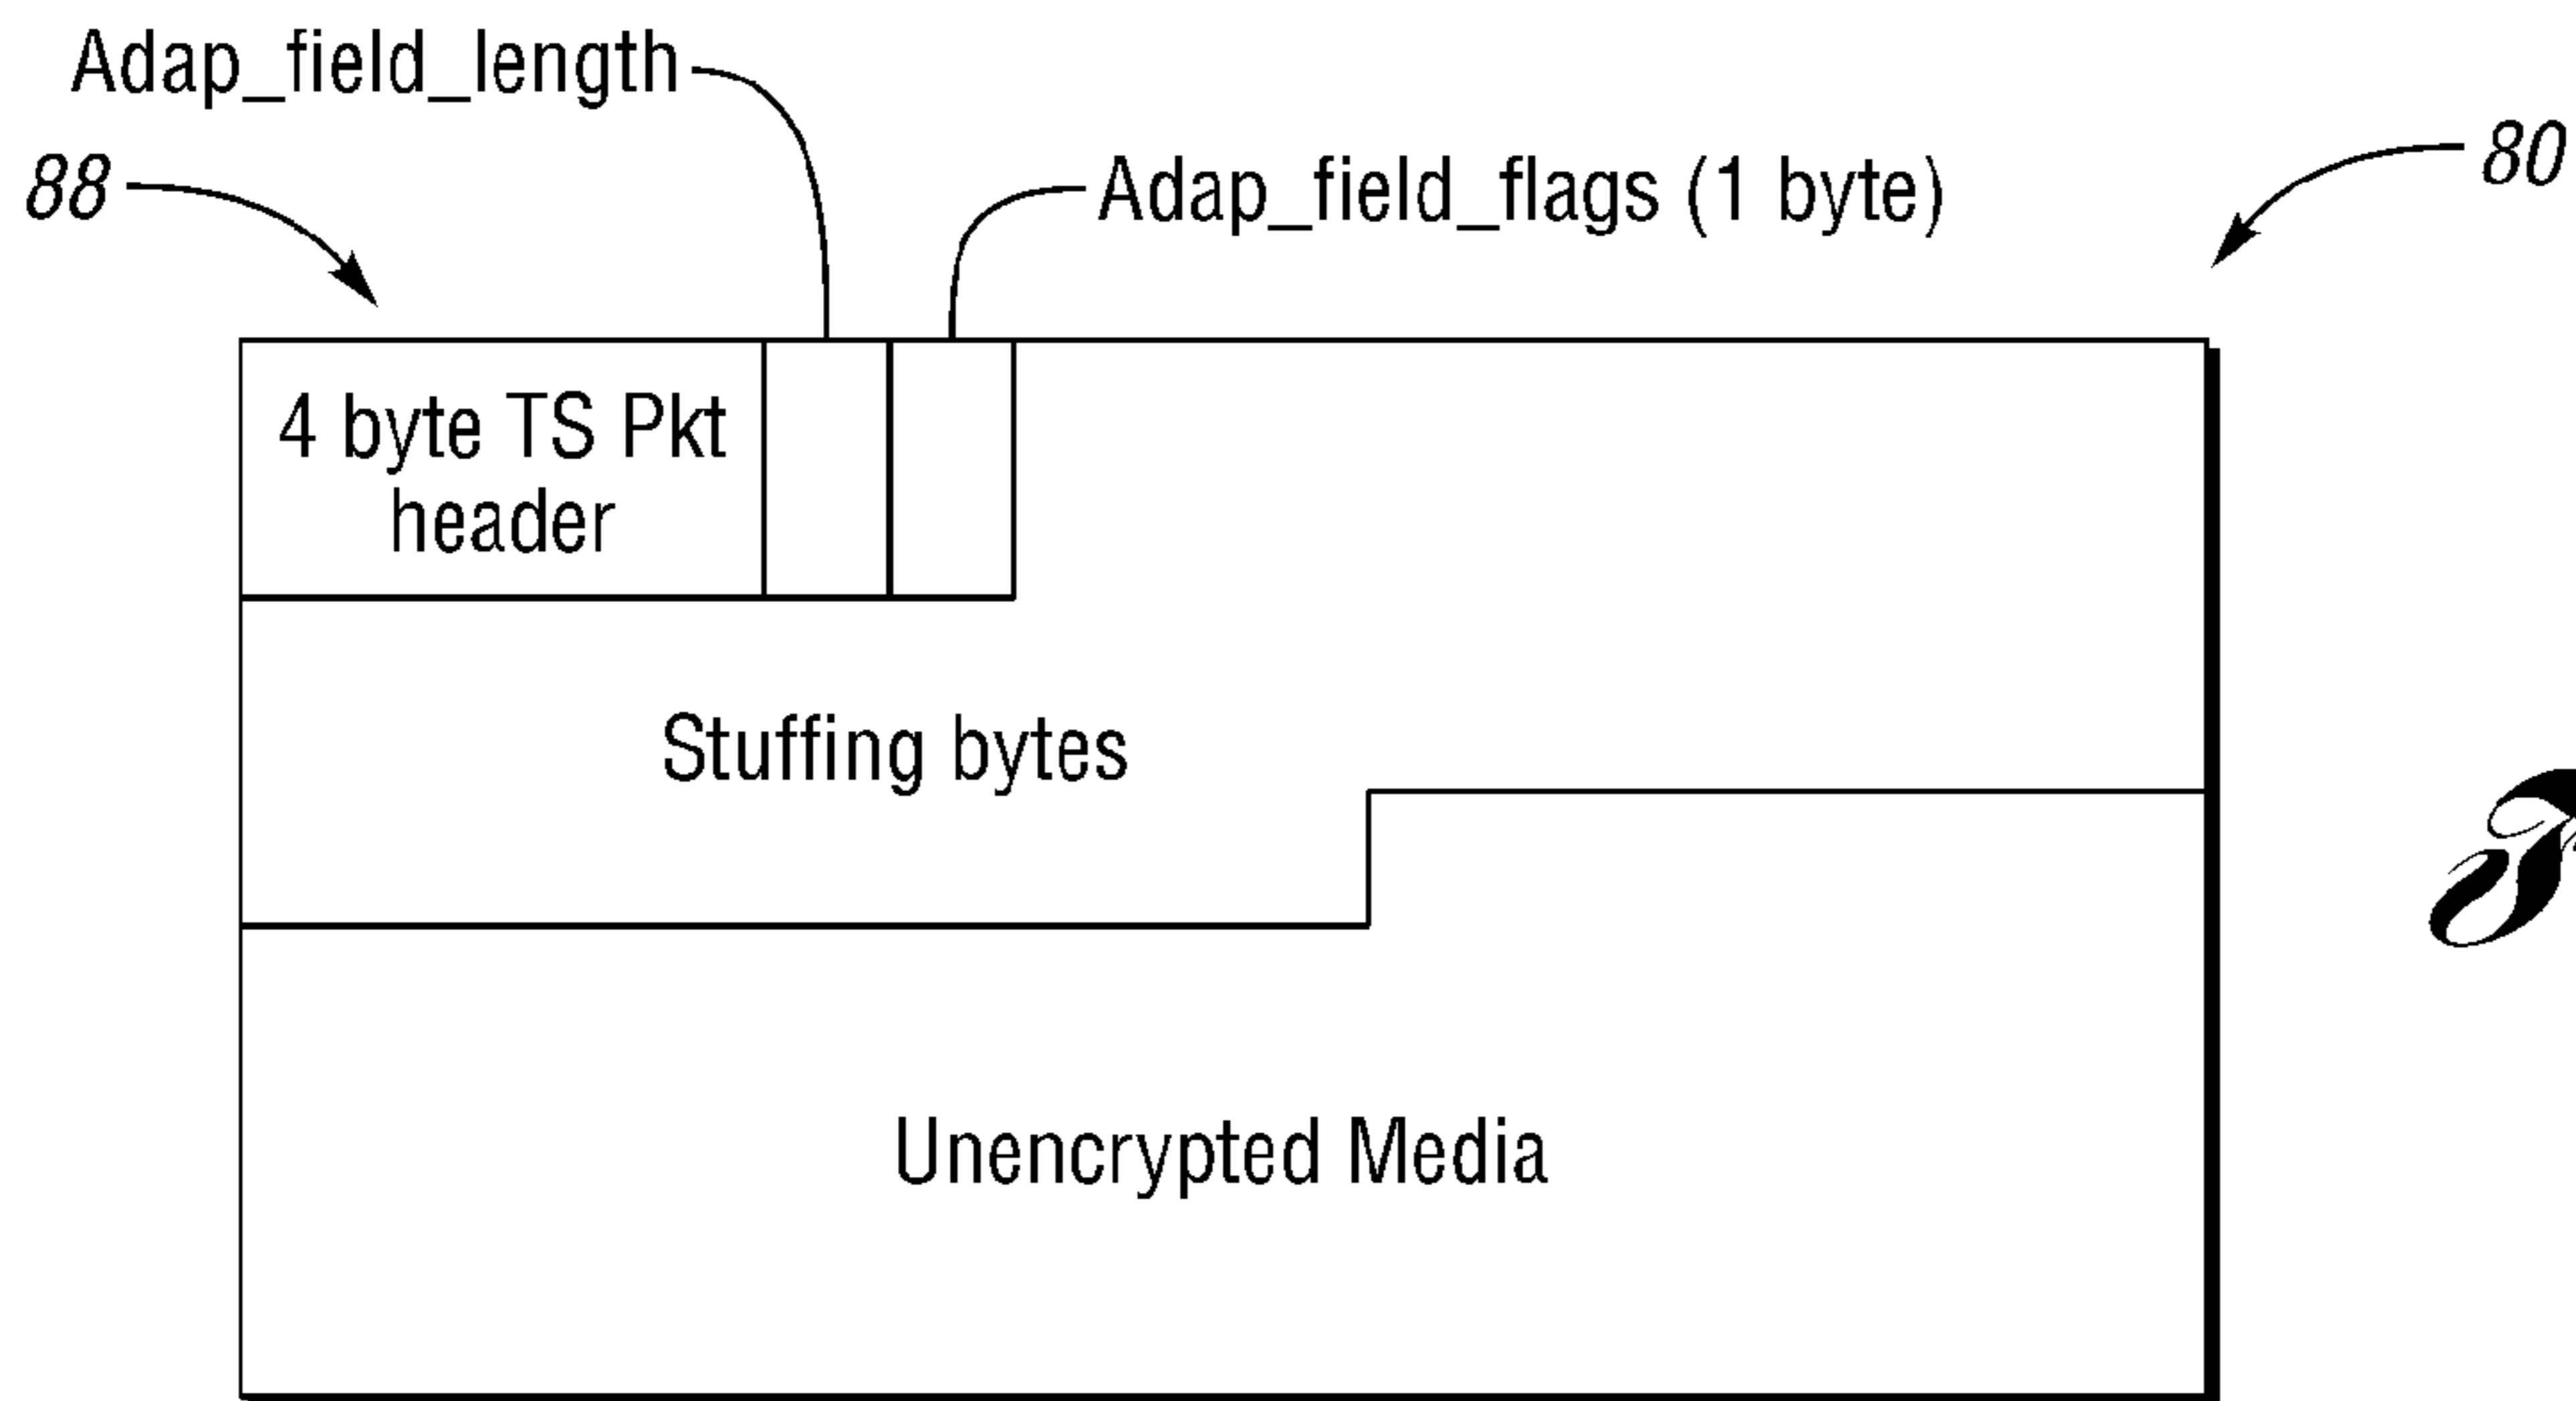 Adap_field_length
88
Adap_field_flags (1 byte)
80
4 byte TS Pkt
header
Stuffing bytes
Unencrypted Media